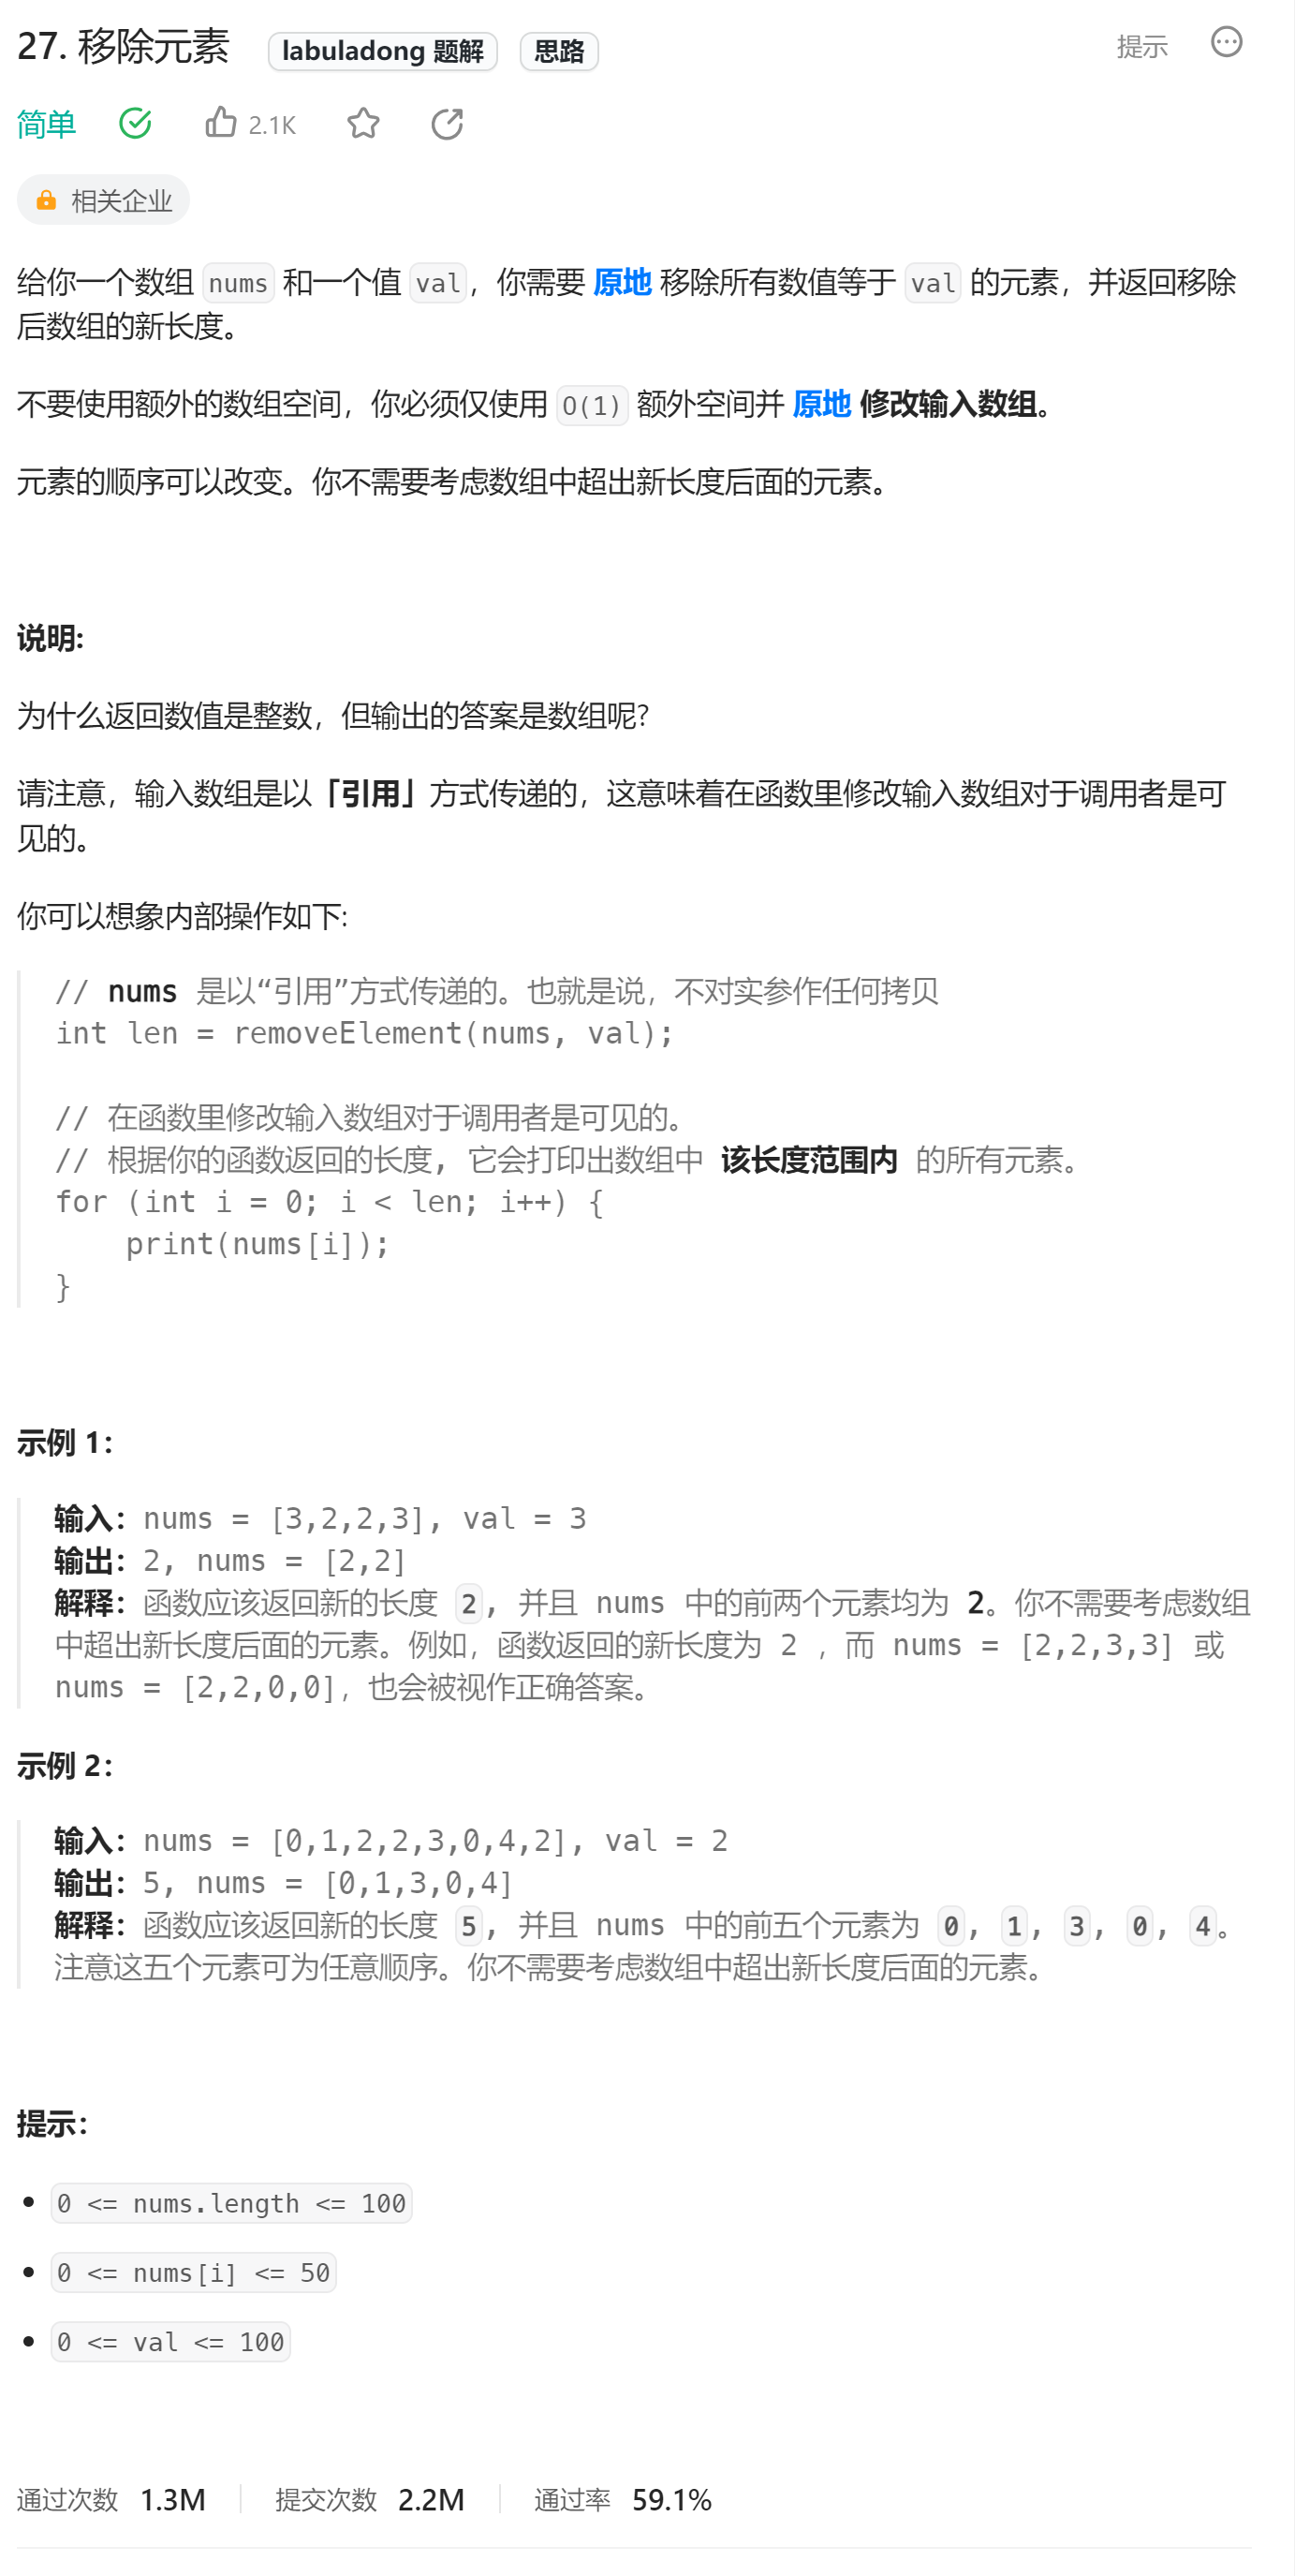 27. 移除元素 labuladong 题解 思路 提示
简单 2.1K
相关企业
给你一个数组 nums 和一个值 val，你需要 原地 移除所有数值等于 val 的元素，并返回移除
后数组的新长度。
不要使用额外的数组空间，你必须仅使用 O(1) 额外空间并 原地 修改输入数组。
元素的顺序可以改变。你不需要考虑数组中超出新长度后面的元素。
说明:
为什么返回数值是整数，但输出的答案是数组呢?
请注意，输入数组是以「引用」方式传递的，这意味着在函数里修改输入数组对于调用者是可
见的。
你可以想象内部操作如下:
// nums 是以“引用”方式传递的。也就是说，不对实参作任何拷贝
int len = removeElement(nums, val);
// 在函数里修改输入数组对于调用者是可见的。
// 根据你的函数返回的长度, 它会打印出数组中 该长度范围内 的所有元素。
for (int i = 0; i < len; i++) {
    print(nums[i]);
}
示例 1：
输入：nums = [3,2,2,3], val = 3
输出：2, nums = [2,2]
解释：函数应该返回新的长度 2, 并且 nums 中的前两个元素均为 2。你不需要考虑数组
中超出新长度后面的元素。例如，函数返回的新长度为 2 ，而 nums = [2,2,3,3] 或
nums = [2,2,0,0]，也会被视作正确答案。
示例 2：
输入：nums = [0,1,2,2,3,0,4,2], val = 2
输出：5, nums = [0,1,3,0,4]
解释：函数应该返回新的长度 5, 并且 nums 中的前五个元素为 0, 1, 3, 0, 4。
注意这五个元素可为任意顺序。你不需要考虑数组中超出新长度后面的元素。
提示：
0 <= nums.length <= 100
0 <= nums[i] <= 50
0 <= val <= 100
通过次数 1.3M 提交次数 2.2M 通过率 59.1%